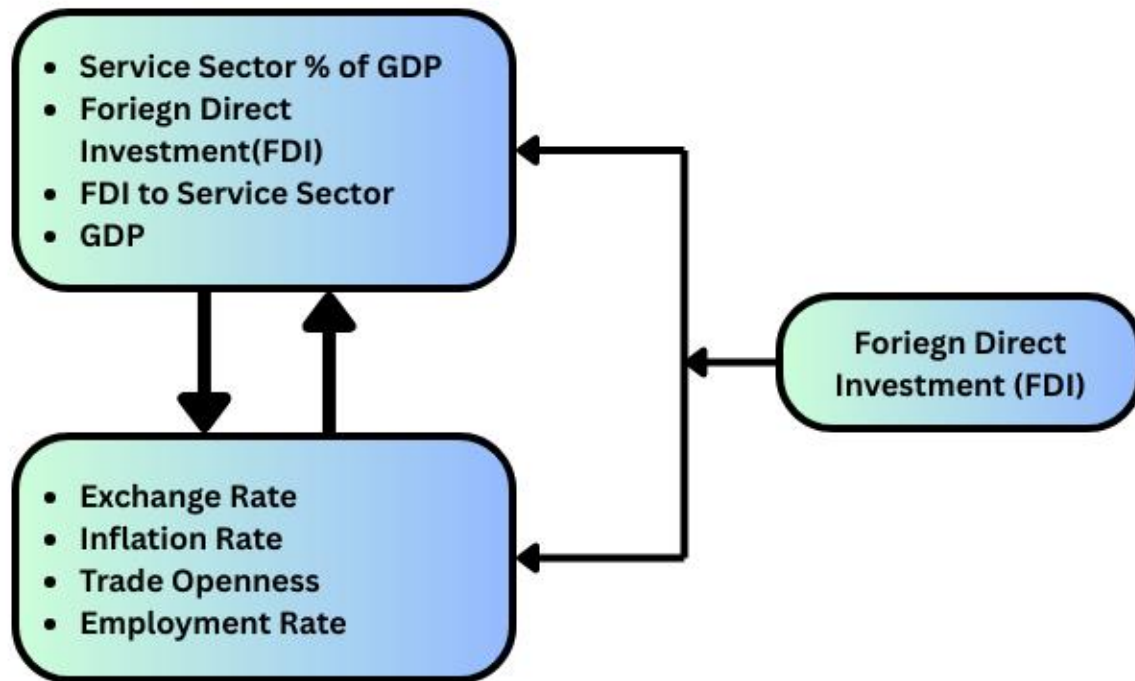 • Service Sector % of GDP
• Foriegn Direct
Investment(FDI)
• FDI to Service Sector
• GDP
Foriegn Direct
Investment (FDI)
• Exchange Rate
• Inflation Rate
• Trade Openness
• Employment Rate